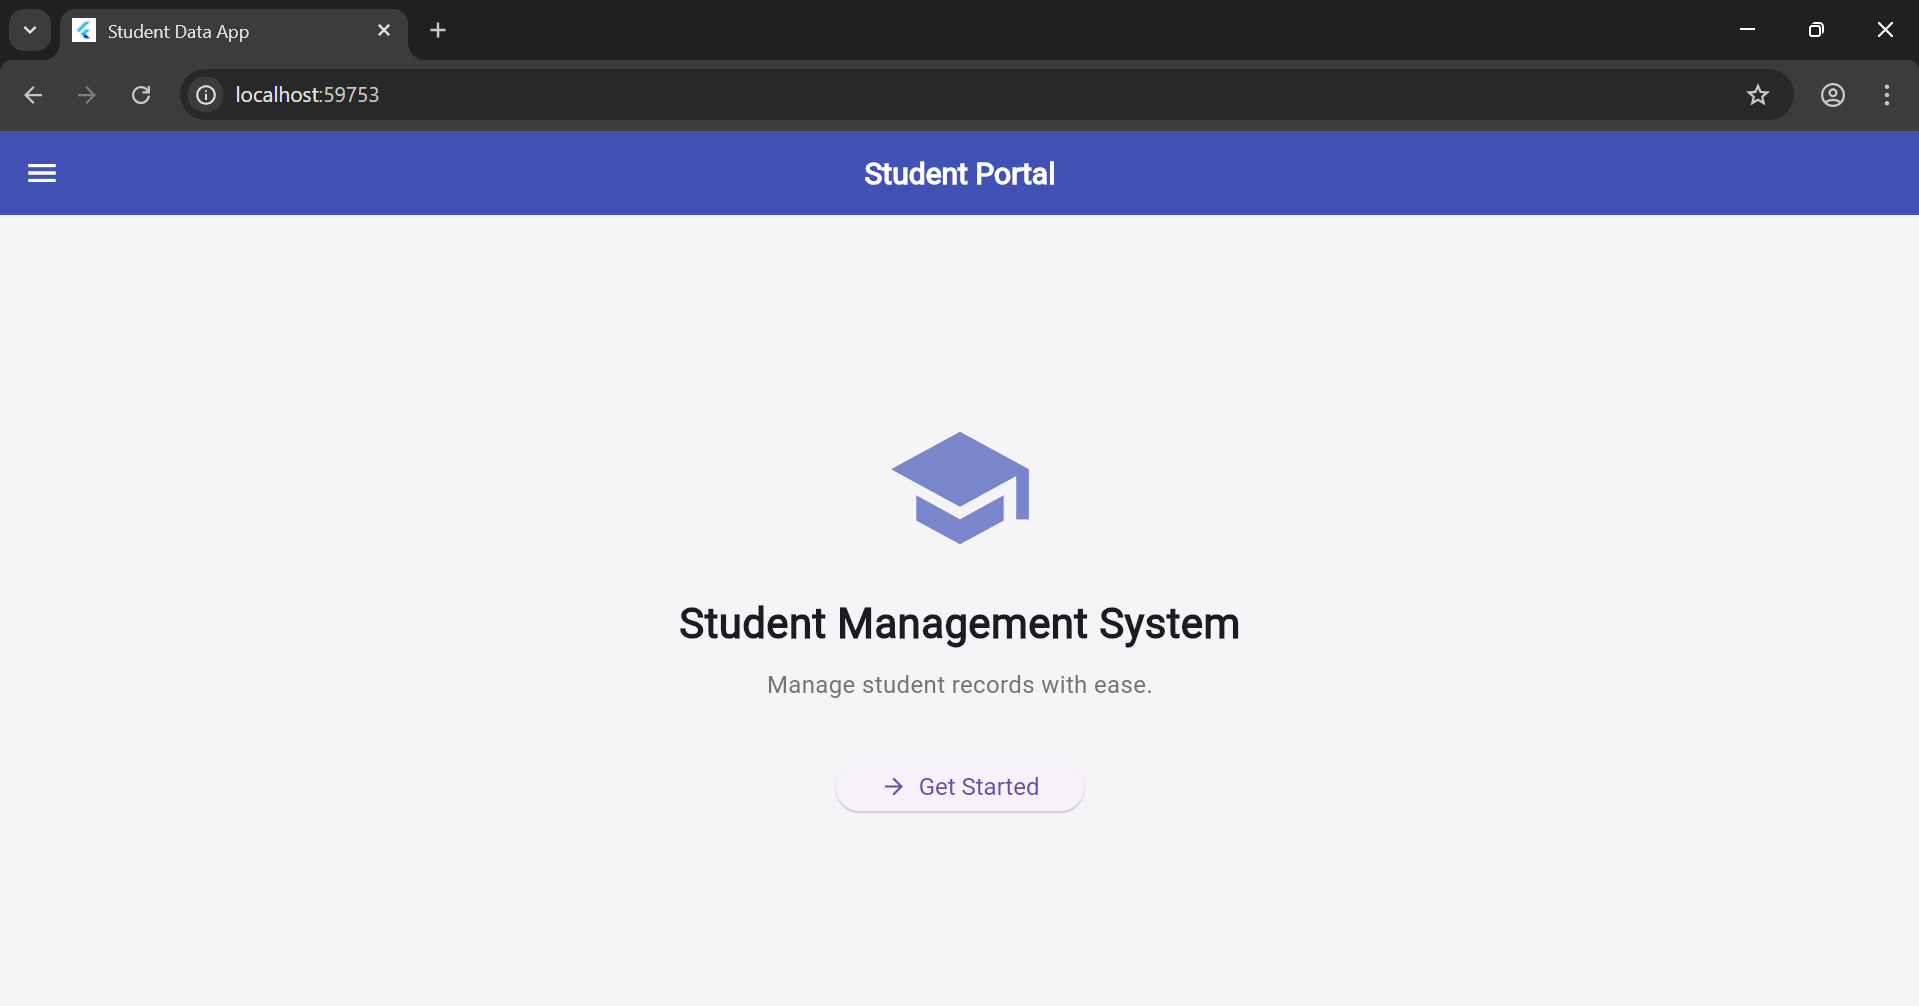 Student Data App
localhost:59753
Student Portal
Student Management System
Manage student records with ease.
Get Started